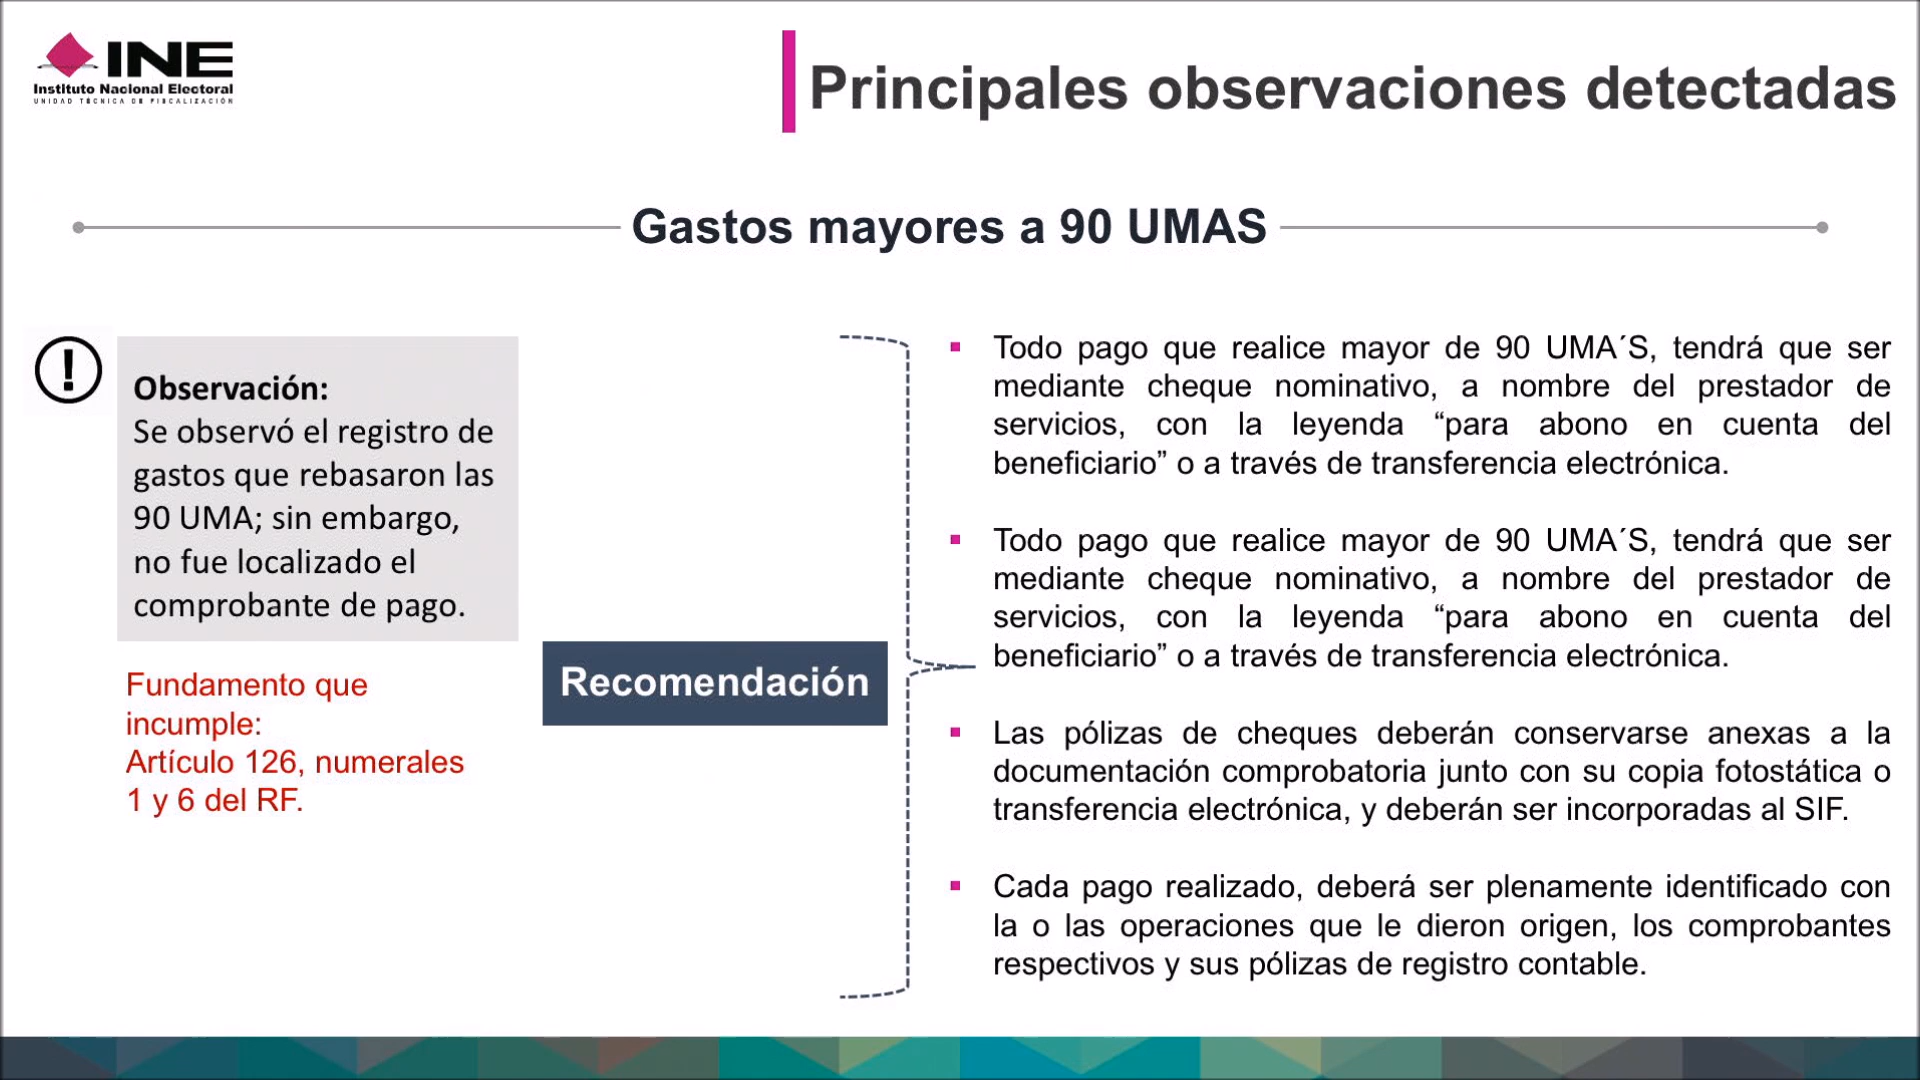 INE
Instituto Nacional Electoral
UNIDAD TÉCNICA DE FISCALIZACIÓN
Principales observaciones detectadas
Gastos mayores a 90 UMAS
Observación:
Se observó el registro de
gastos que rebasaron las
90 UMA; sin embargo,
no fue localizado el
comprobante de pago.
Fundamento que
incumple:
Artículo 126, numerales
1 y 6 del RF.
Recomendación
▪ Todo pago que realice mayor de 90 UMA´S, tendrá que ser
mediante cheque nominativo, a nombre del prestador de
servicios, con la leyenda “para abono en cuenta del
beneficiario” o a través de transferencia electrónica.
▪ Todo pago que realice mayor de 90 UMA´S, tendrá que ser
mediante cheque nominativo, a nombre del prestador de
servicios, con la leyenda “para abono en cuenta del
beneficiario” o a través de transferencia electrónica.
▪ Las pólizas de cheques deberán conservarse anexas a la
documentación comprobatoria junto con su copia fotostática o
transferencia electrónica, y deberán ser incorporadas al SIF.
▪ Cada pago realizado, deberá ser plenamente identificado con
la o las operaciones que le dieron origen, los comprobantes
respectivos y sus pólizas de registro contable.